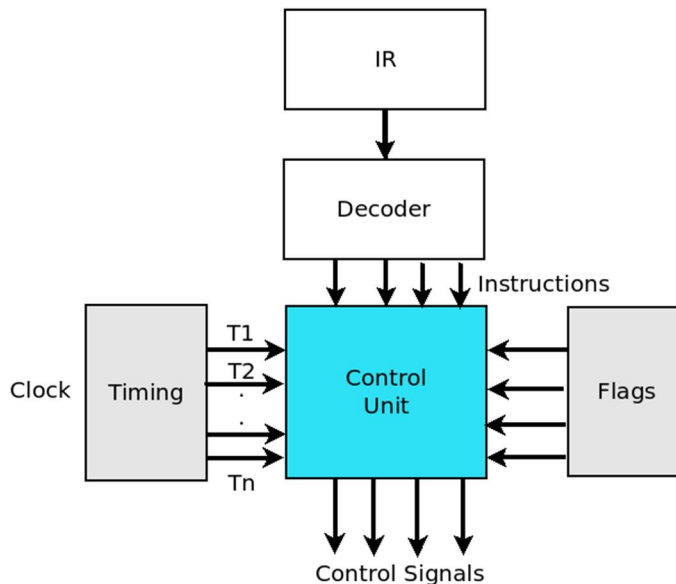 IR
Decoder
Instructions
T1
T2
.
.
Tn
Clock
Timing
Control
Unit
Flags
Control Signals